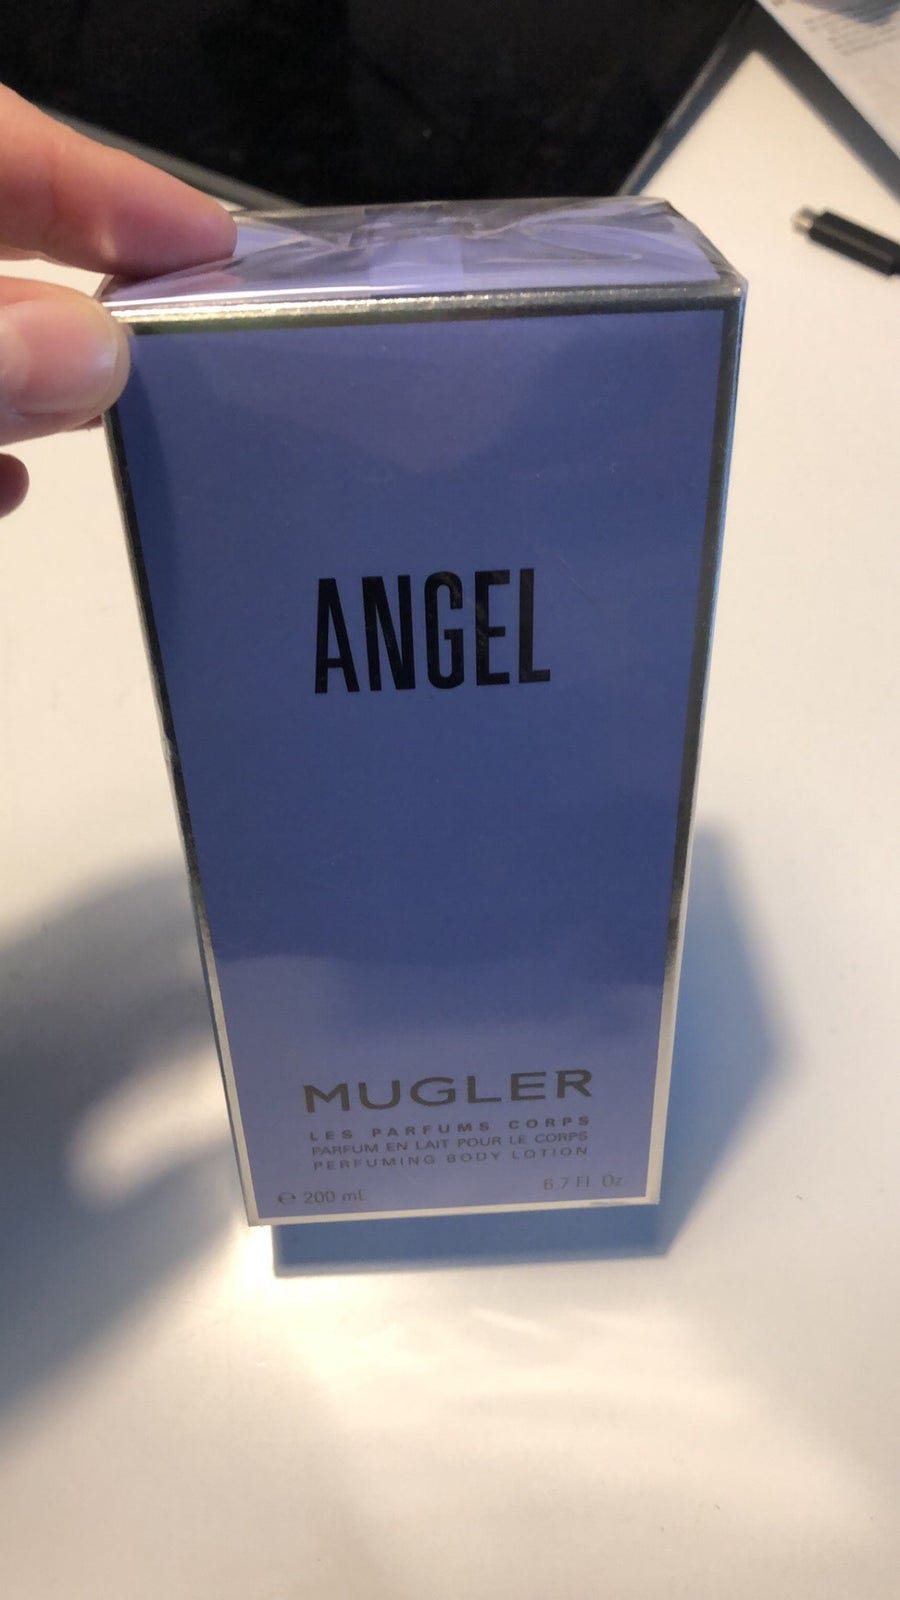 ANGEL
MUGLER
LES PARFUMS CORPS
PARFUM EN LAIT POUR LE CORPS
PERFUMING BODY LOTION
℮ 200 mL 6.7 Fl. Oz